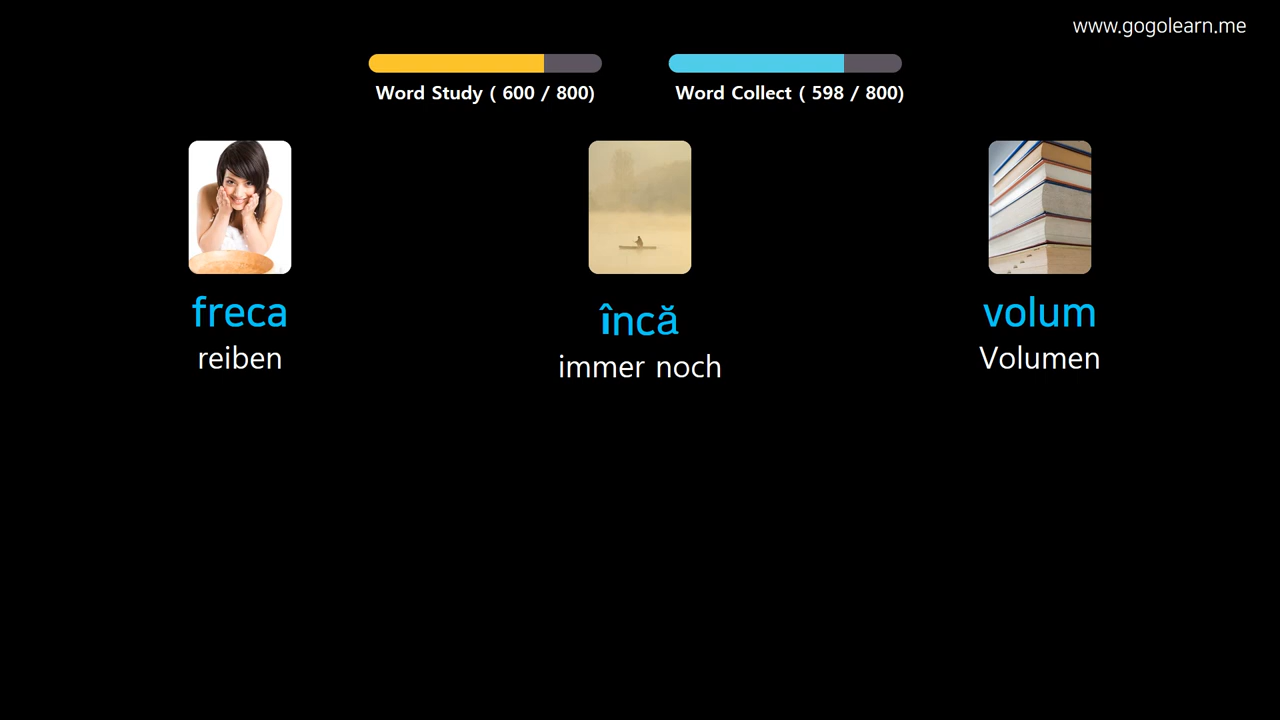 www.gogolearn.me
Word Study ( 600 / 800)
Word Collect ( 598 / 800)
freca
reiben
încă
immer noch
volum
Volumen